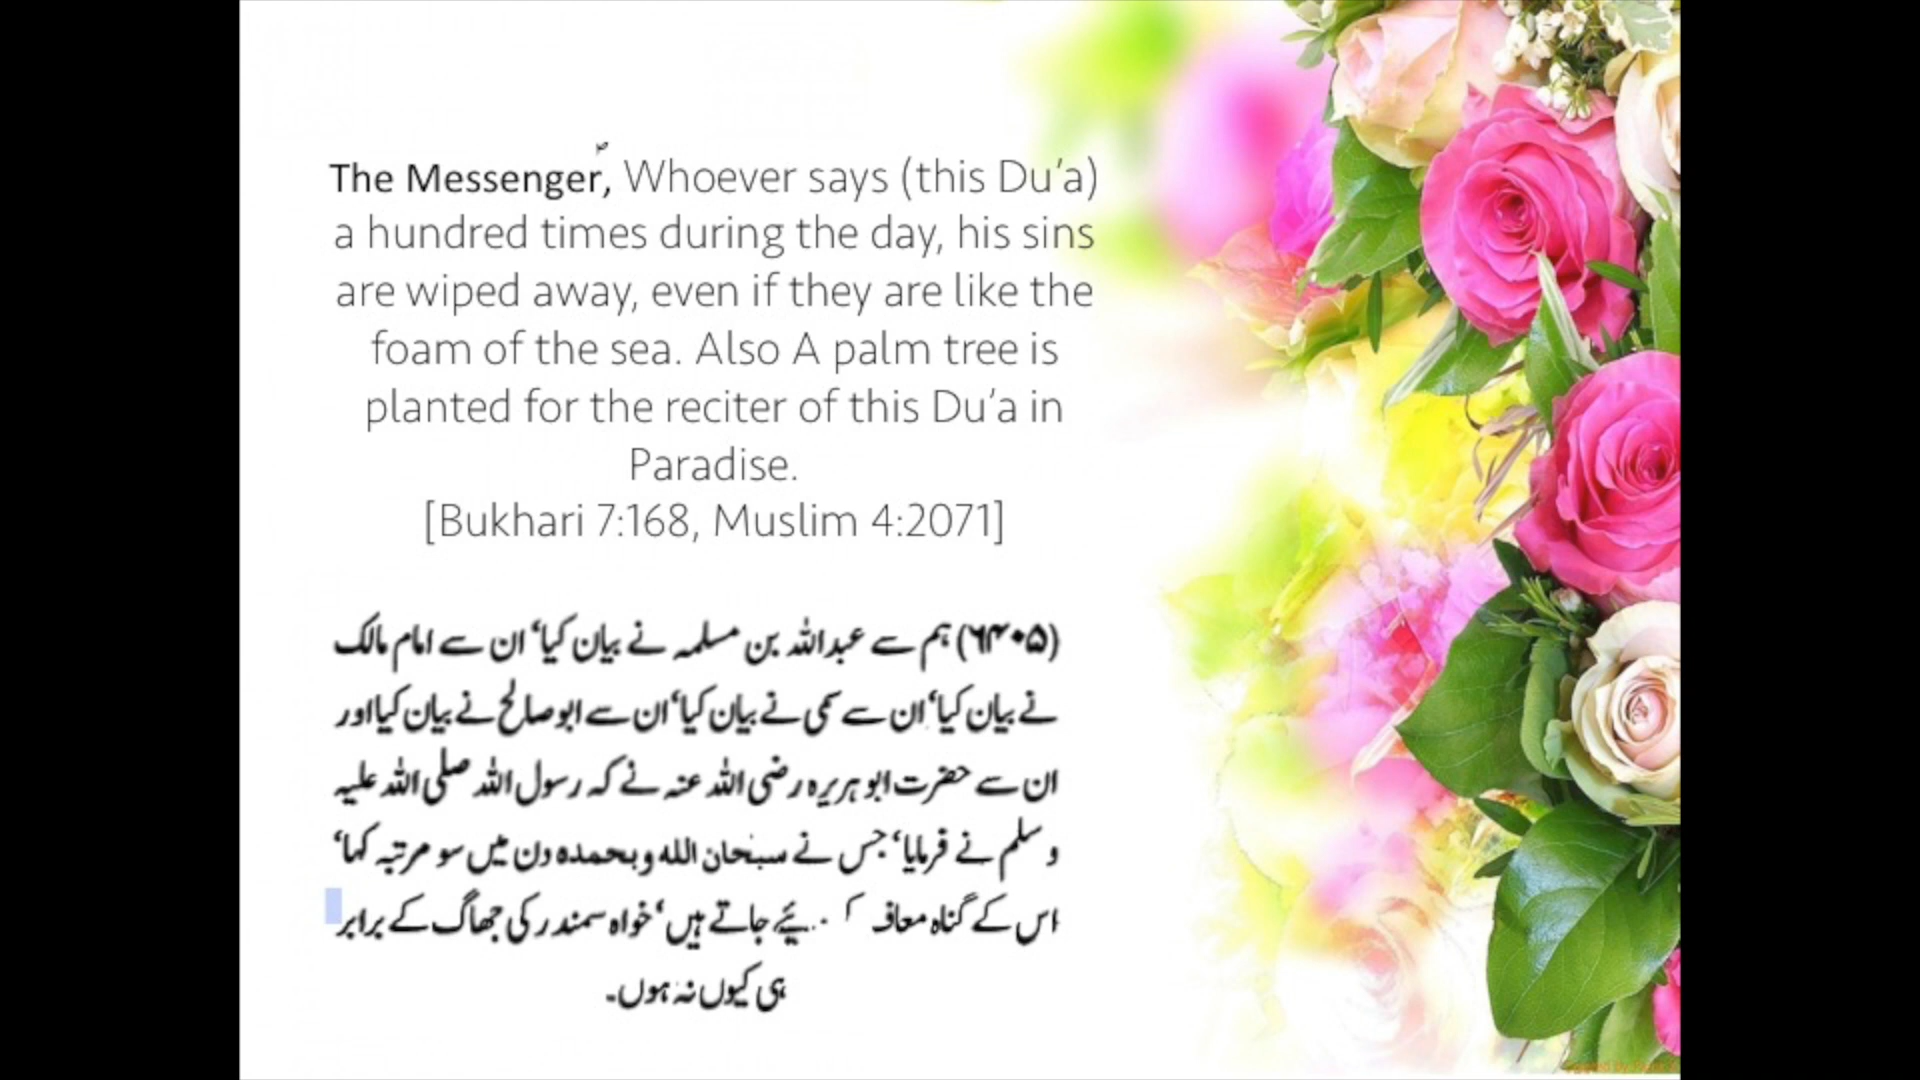 The Messengerؐ, Whoever says (this Du’a)
a hundred times during the day, his sins
are wiped away, even if they are like the
foam of the sea. Also A palm tree is
planted for the reciter of this Du’a in
Paradise.
[Bukhari 7:168, Muslim 4:2071]
(۶۴۰۵) ہم سے عبداللہ بن مسلمہ نے بیان کیا‘ ان سے امام مالک
نے بیان کیا‘ ان سے سمی نے بیان کیا‘ ان سے ابو صالح نے بیان کیا اور
ان سے حضرت ابو ہریرہ رضی اللہ عنہ نے کہ رسول اللہ صلی اللہ علیہ
و سلم نے فرمایا‘ جس نے سبحان الله وبحمده دن میں سو مرتبہ کہا‘
اس کے گناہ معاف کئے جاتے ہیں‘ خواہ سمندر کی جھاگ کے برابر
ہی کیوں نہ ہوں۔